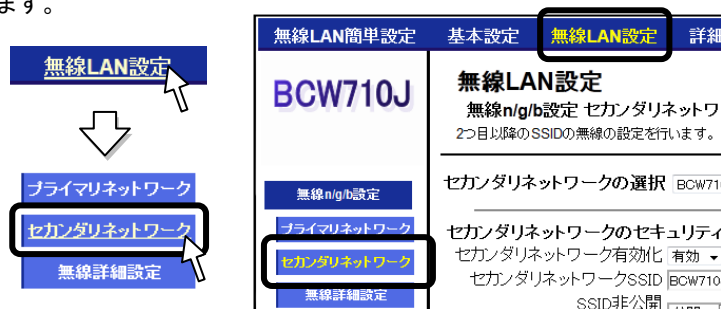 ます。
無線LAN設定
プライマリネットワーク
セカンダリネットワーク
無線詳細設定
無線LAN簡単設定 基本設定 無線LAN設定 詳細
BCW710J
無線n/g/b設定
プライマリネットワーク
セカンダリネットワーク
無線詳細設定
無線LAN設定
無線n/g/b設定 セカンダリネットワ
2つ目以降のSSIDの無線の設定を行います。
セカンダリネットワークの選択 BCW71
セカンダリネットワークのセキュリティ
セカンダリネットワーク有効化 有効
セカンダリネットワークSSID BCW710
SSID非公開